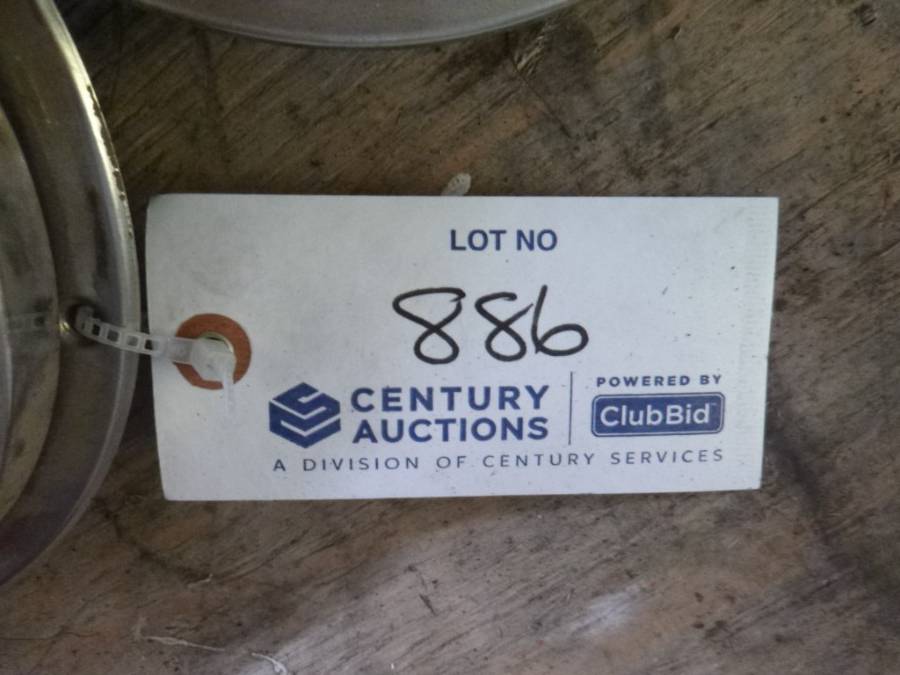 LOT NO
886
CENTURY AUCTIONS
POWERED BY
ClubBid
A DIVISION OF CENTURY SERVICES